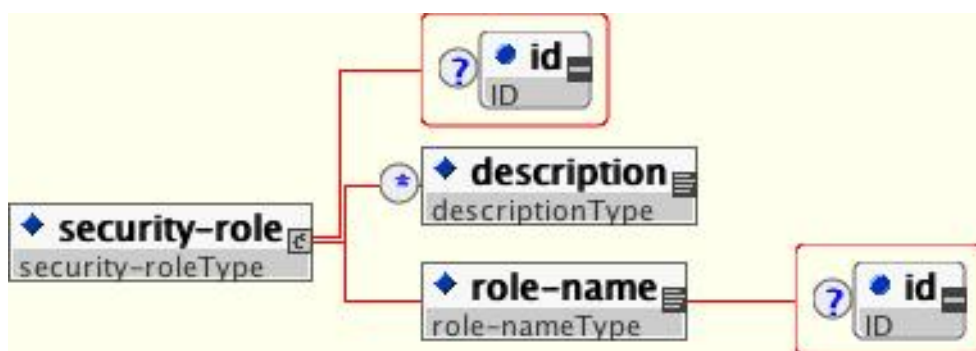 ?
id
ID
*
description
descriptionType
security-role
security-roleType
role-name
role-nameType
?
id
ID